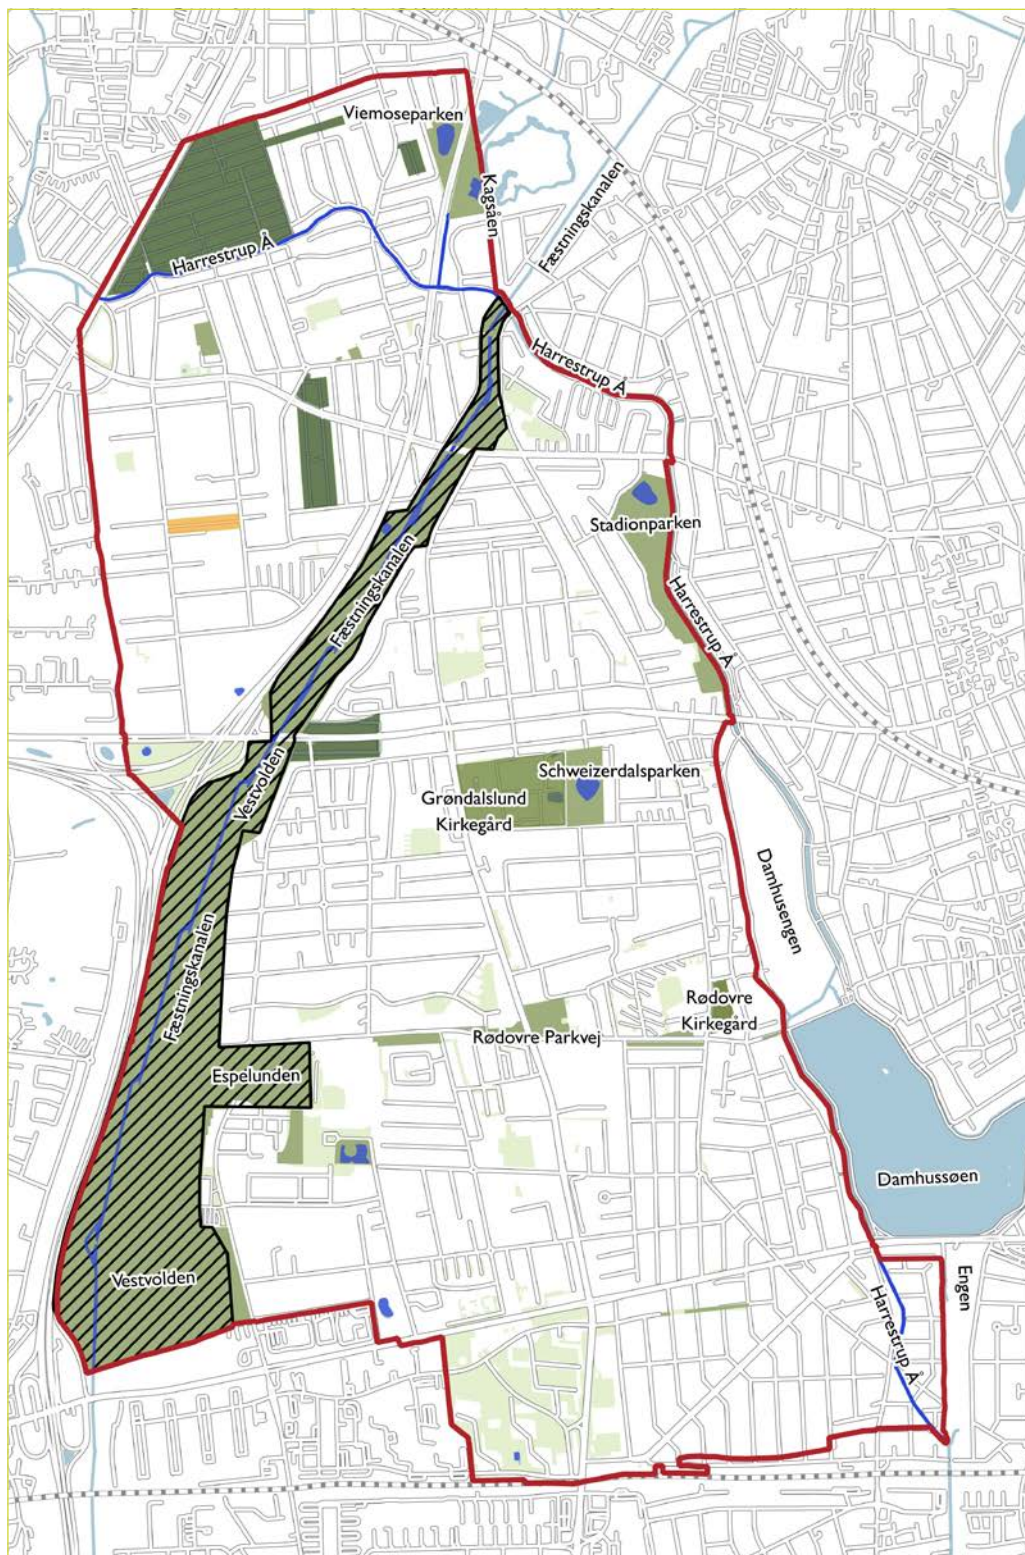 Viemoseparken
Kagsåen
Fæstningskanalen
Harrestrup Å
Harrestrup Å
Stadionparken
Fæstningskanalen
Harrestrup Å
Vestvolden
Schweizerdalsparken
Grøndalslund
Kirkegård
Damhusengen
Fæstningskanalen
Rødovre
Kirkegård
Rødovre Parkvej
Espelunden
Damhussøen
Vestvolden
Engen
Harrestrup Å